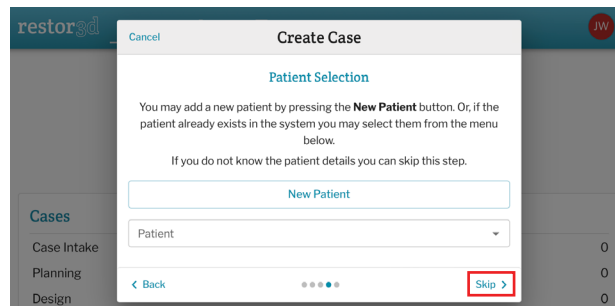 restor3d
JW
Cancel
Create Case
Patient Selection
You may add a new patient by pressing the New Patient button. Or, if the
patient already exists in the system you may select them from the menu
below.
If you do not know the patient details you can skip this step.
New Patient
Patient
Back
Skip
Cases
Case Intake 0
Planning 0
Design 0